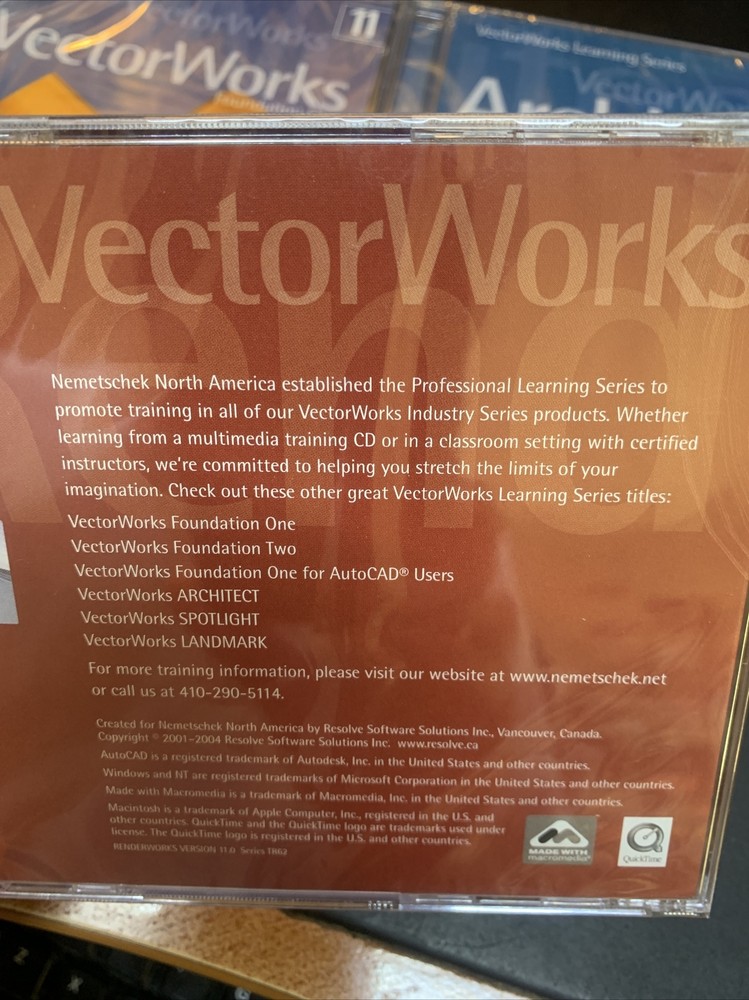 VectorWorks
11
VectorWorks
VectorWorks Learning Series
VectorWorks
Nemetschek North America established the Professional Learning Series to
promote training in all of our VectorWorks Industry Series products. Whether
learning from a multimedia training CD or in a classroom setting with certified
instructors, we're committed to helping you stretch the limits of your
imagination. Check out these other great VectorWorks Learning Series titles:
VectorWorks Foundation One
VectorWorks Foundation Two
VectorWorks Foundation One for AutoCAD® Users
VectorWorks ARCHITECT
VectorWorks SPOTLIGHT
VectorWorks LANDMARK
For more training information, please visit our website at www.nemetschek.net
or call us at 410-290-5114.
Created for Nemetschek North America by Resolve Software Solutions Inc., Vancouver, Canada.
Copyright © 2001-2004 Resolve Software Solutions Inc. www.resolve.ca
AutoCAD is a registered trademark of Autodesk, Inc. in the United States and other countries.
Windows and NT are registered trademarks of Microsoft Corporation in the United States and other countries.
Made with Macromedia is a trademark of Macromedia, Inc. in the United States and other countries.
Macintosh is a trademark of Apple Computer, Inc., registered in the U.S. and
other countries. QuickTime and the QuickTime logo are trademarks used under
license. The QuickTime logo is registered in the U.S. and other countries.
RENDERWORKS VERSION 11.0 Series TR62
MADE WITH
macromedia®
QuickTime